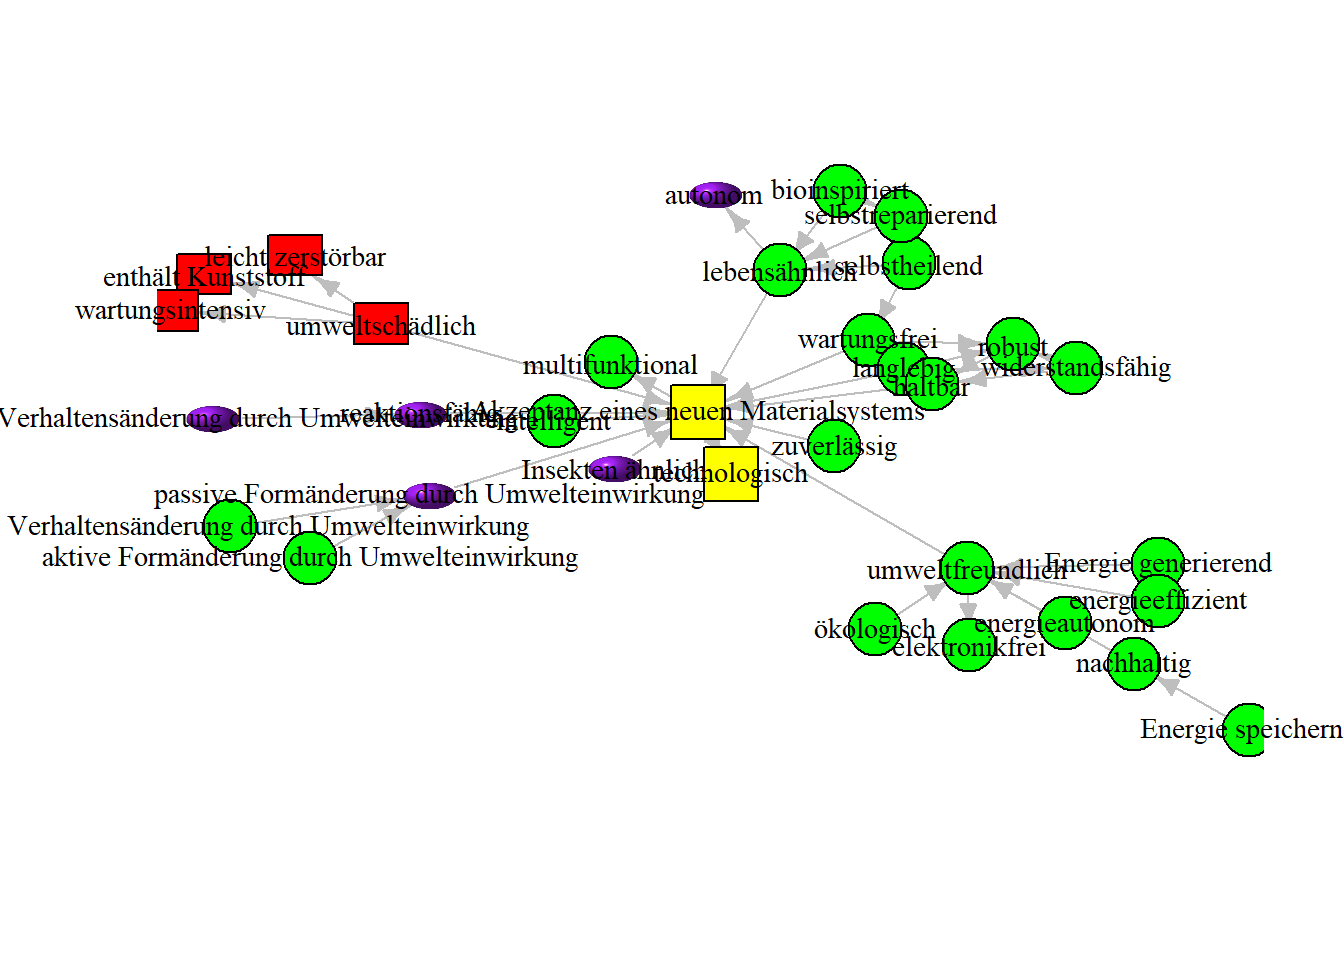 autonom
bioinspiriert
selbstreparierend
leicht zerstörbar
enthält Kunststoff
lebensähnlich
selbstheilend
wartungsintensiv
umweltschädlich
wartungsfrei
robust
multifunktional
langlebig
widerstandsfähig
haltbar
Verhaltensänderung durch Umwelteinwirkung
reaktionsfähig
Akzeptanz eines neuen Materialsystems
intelligent
zuverlässig
Insekten ähnlich
technologisch
passive Formänderung durch Umwelteinwirkung
Verhaltensänderung durch Umwelteinwirkung
aktive Formänderung durch Umwelteinwirkung
umweltfreundlich
Energie generierend
energieeffizient
ökologisch
energieautonom
elektronikfrei
nachhaltig
Energie speichern